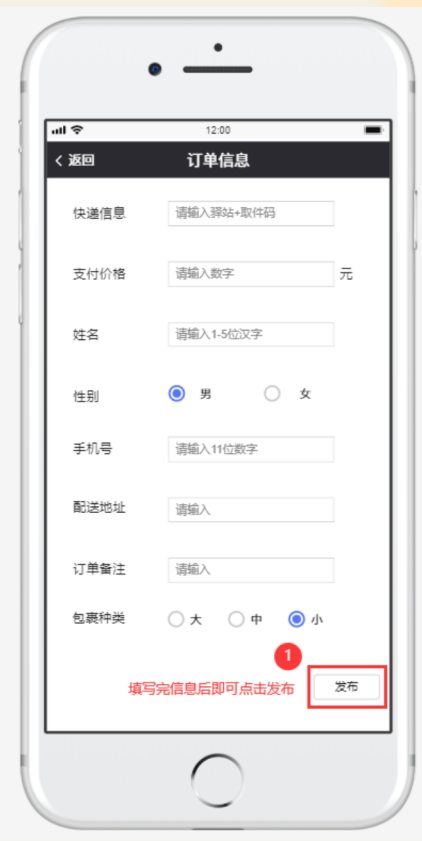 12:00
返回 订单信息
快递信息 请输入驿站+取件码
支付价格 请输入数字 元
姓名 请输入1-5位汉字
性别 男 女
手机号 请输入11位数字
配送地址 请输入
订单备注 请输入
包裹种类 大 中 小
1
填写完信息后即可点击发布 发布